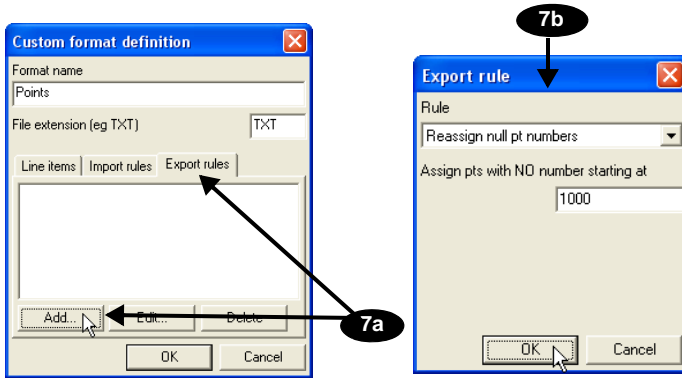 7b
Custom format definition
Format name
Points
File extension (eg TXT) TXT
Line items Import rules Export rules
Add... Edit... Delete
7a
OK Cancel
Export rule
Rule
Reassign null pt numbers
Assign pts with NO number starting at
1000
OK Cancel